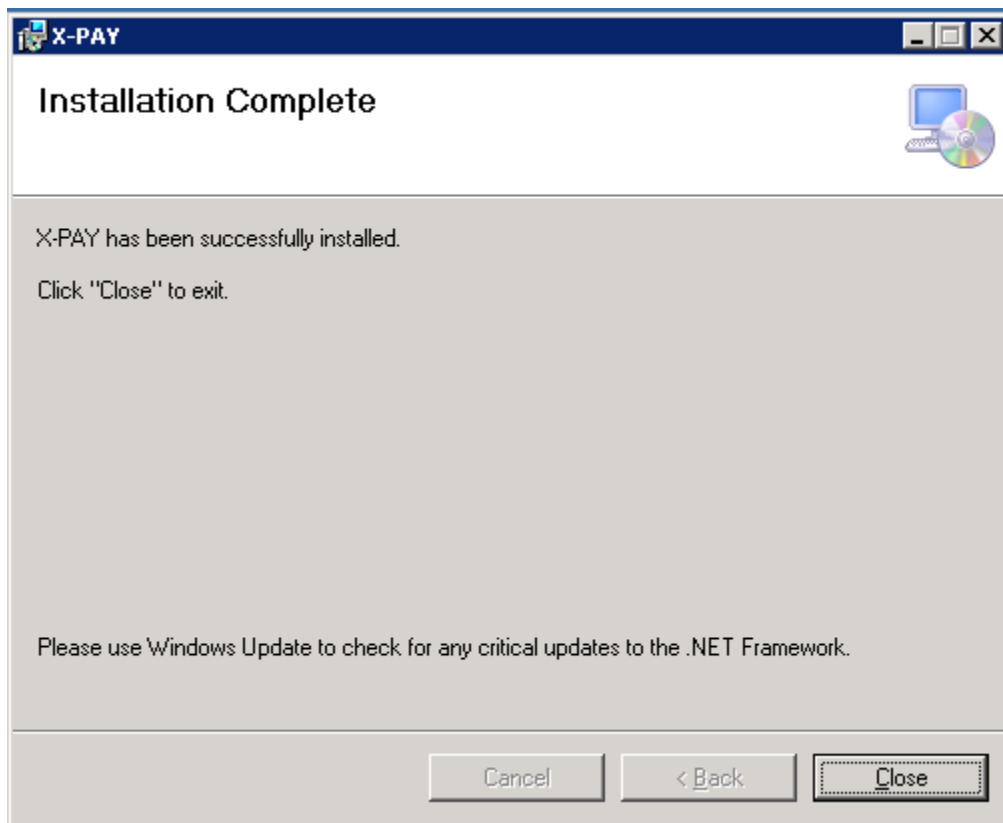 X-PAY
Installation Complete
X-PAY has been successfully installed.
Click "Close" to exit.
Please use Windows Update to check for any critical updates to the .NET Framework.
Cancel
< Back
Close